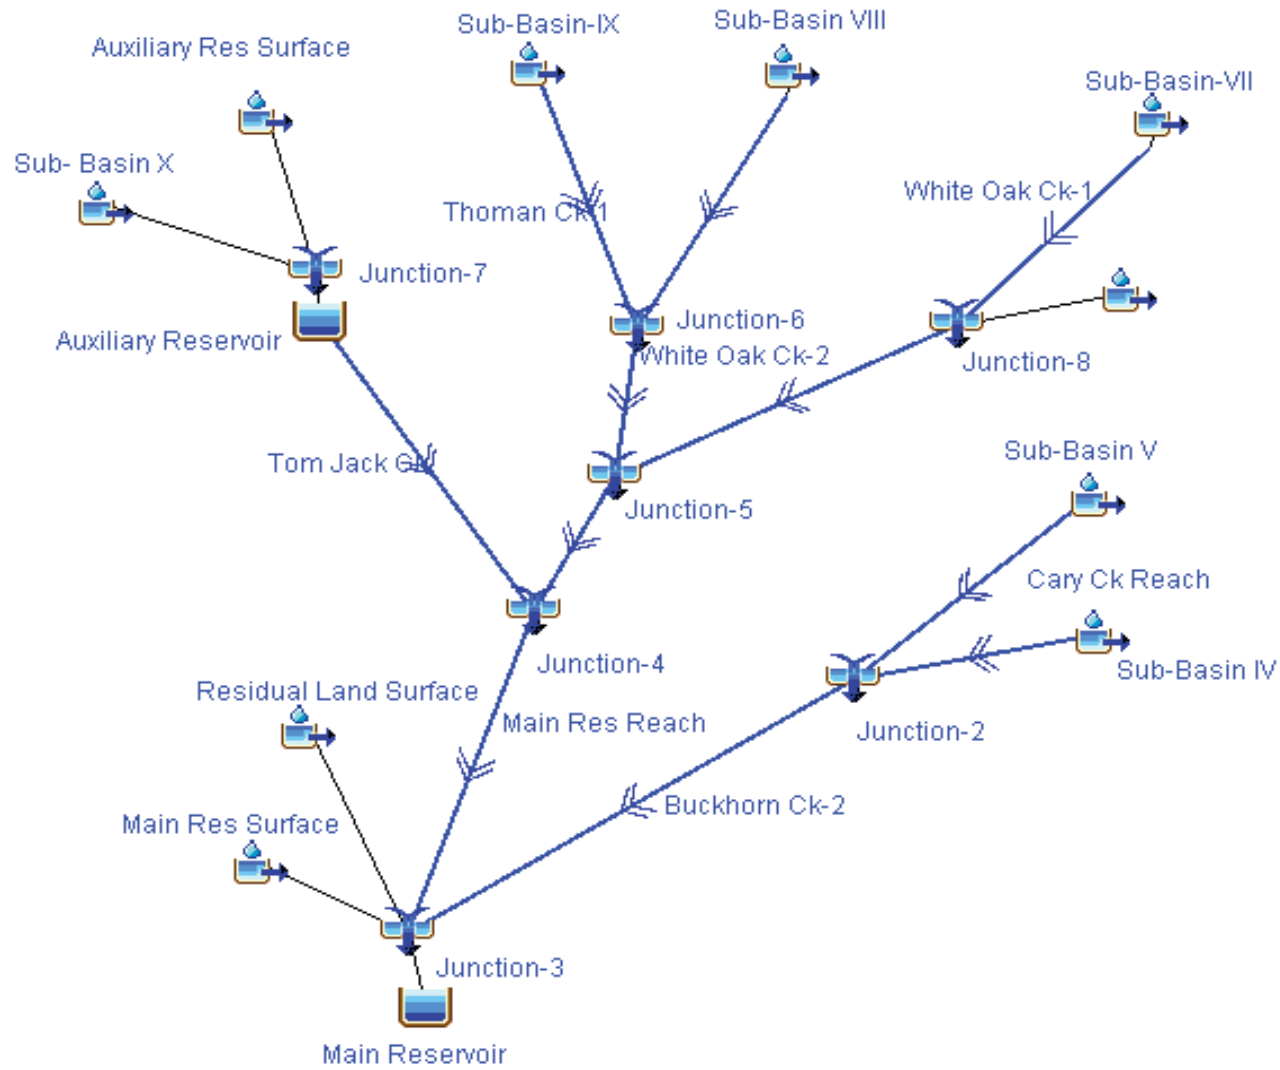 Sub-Basin-IX
Sub-Basin VIII
Auxiliary Res Surface
Sub-Basin-VII
Sub- Basin X
White Oak Ck-1
Thoman Ck-1
Junction-7
Junction-6
Auxiliary Reservoir
White Oak Ck-2
Junction-8
Sub-Basin V
Tom Jack
Junction-5
Cary Ck Reach
Junction-4
Sub-Basin IV
Residual Land Surface
Main Res Reach
Junction-2
Buckhorn Ck-2
Main Res Surface
Junction-3
Main Reservoir